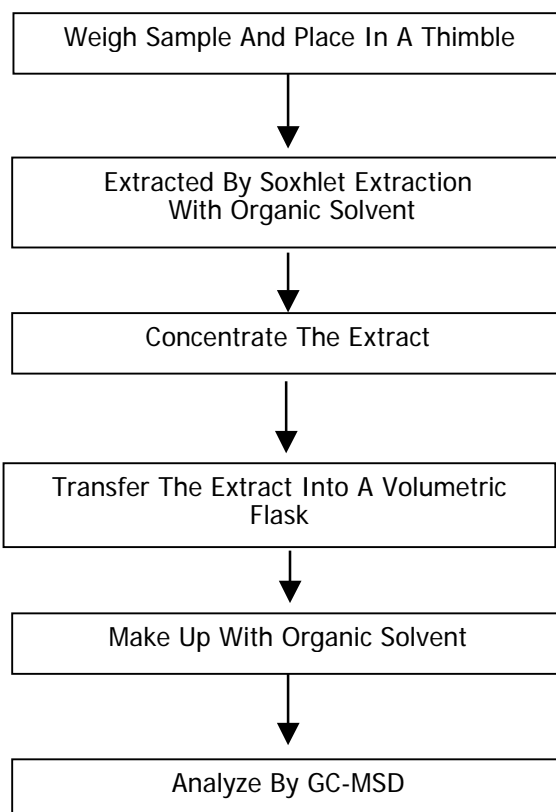 Weigh Sample And Place In A Thimble
Extracted By Soxhlet Extraction
With Organic Solvent
Concentrate The Extract
Transfer The Extract Into A Volumetric
Flask
Make Up With Organic Solvent
Analyze By GC-MSD